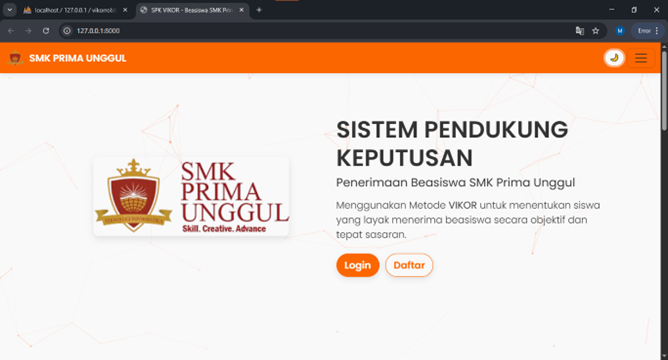 localhost / 127.0.0.1 / vikornobi
SPK VIKOR - Beasiswa SMK Prim
127.0.0.1:8000
M
Error
SMK PRIMA UNGGUL
SISTEM PENDUKUNG
KEPUTUSAN
Penerimaan Beasiswa SMK Prima Unggul
Menggunakan Metode VIKOR untuk menentukan siswa
yang layak menerima beasiswa secara objektif dan
tepat sasaran.
Login
Daftar
SMK
PRIMA
UNGGUL
Skill. Creative. Advance